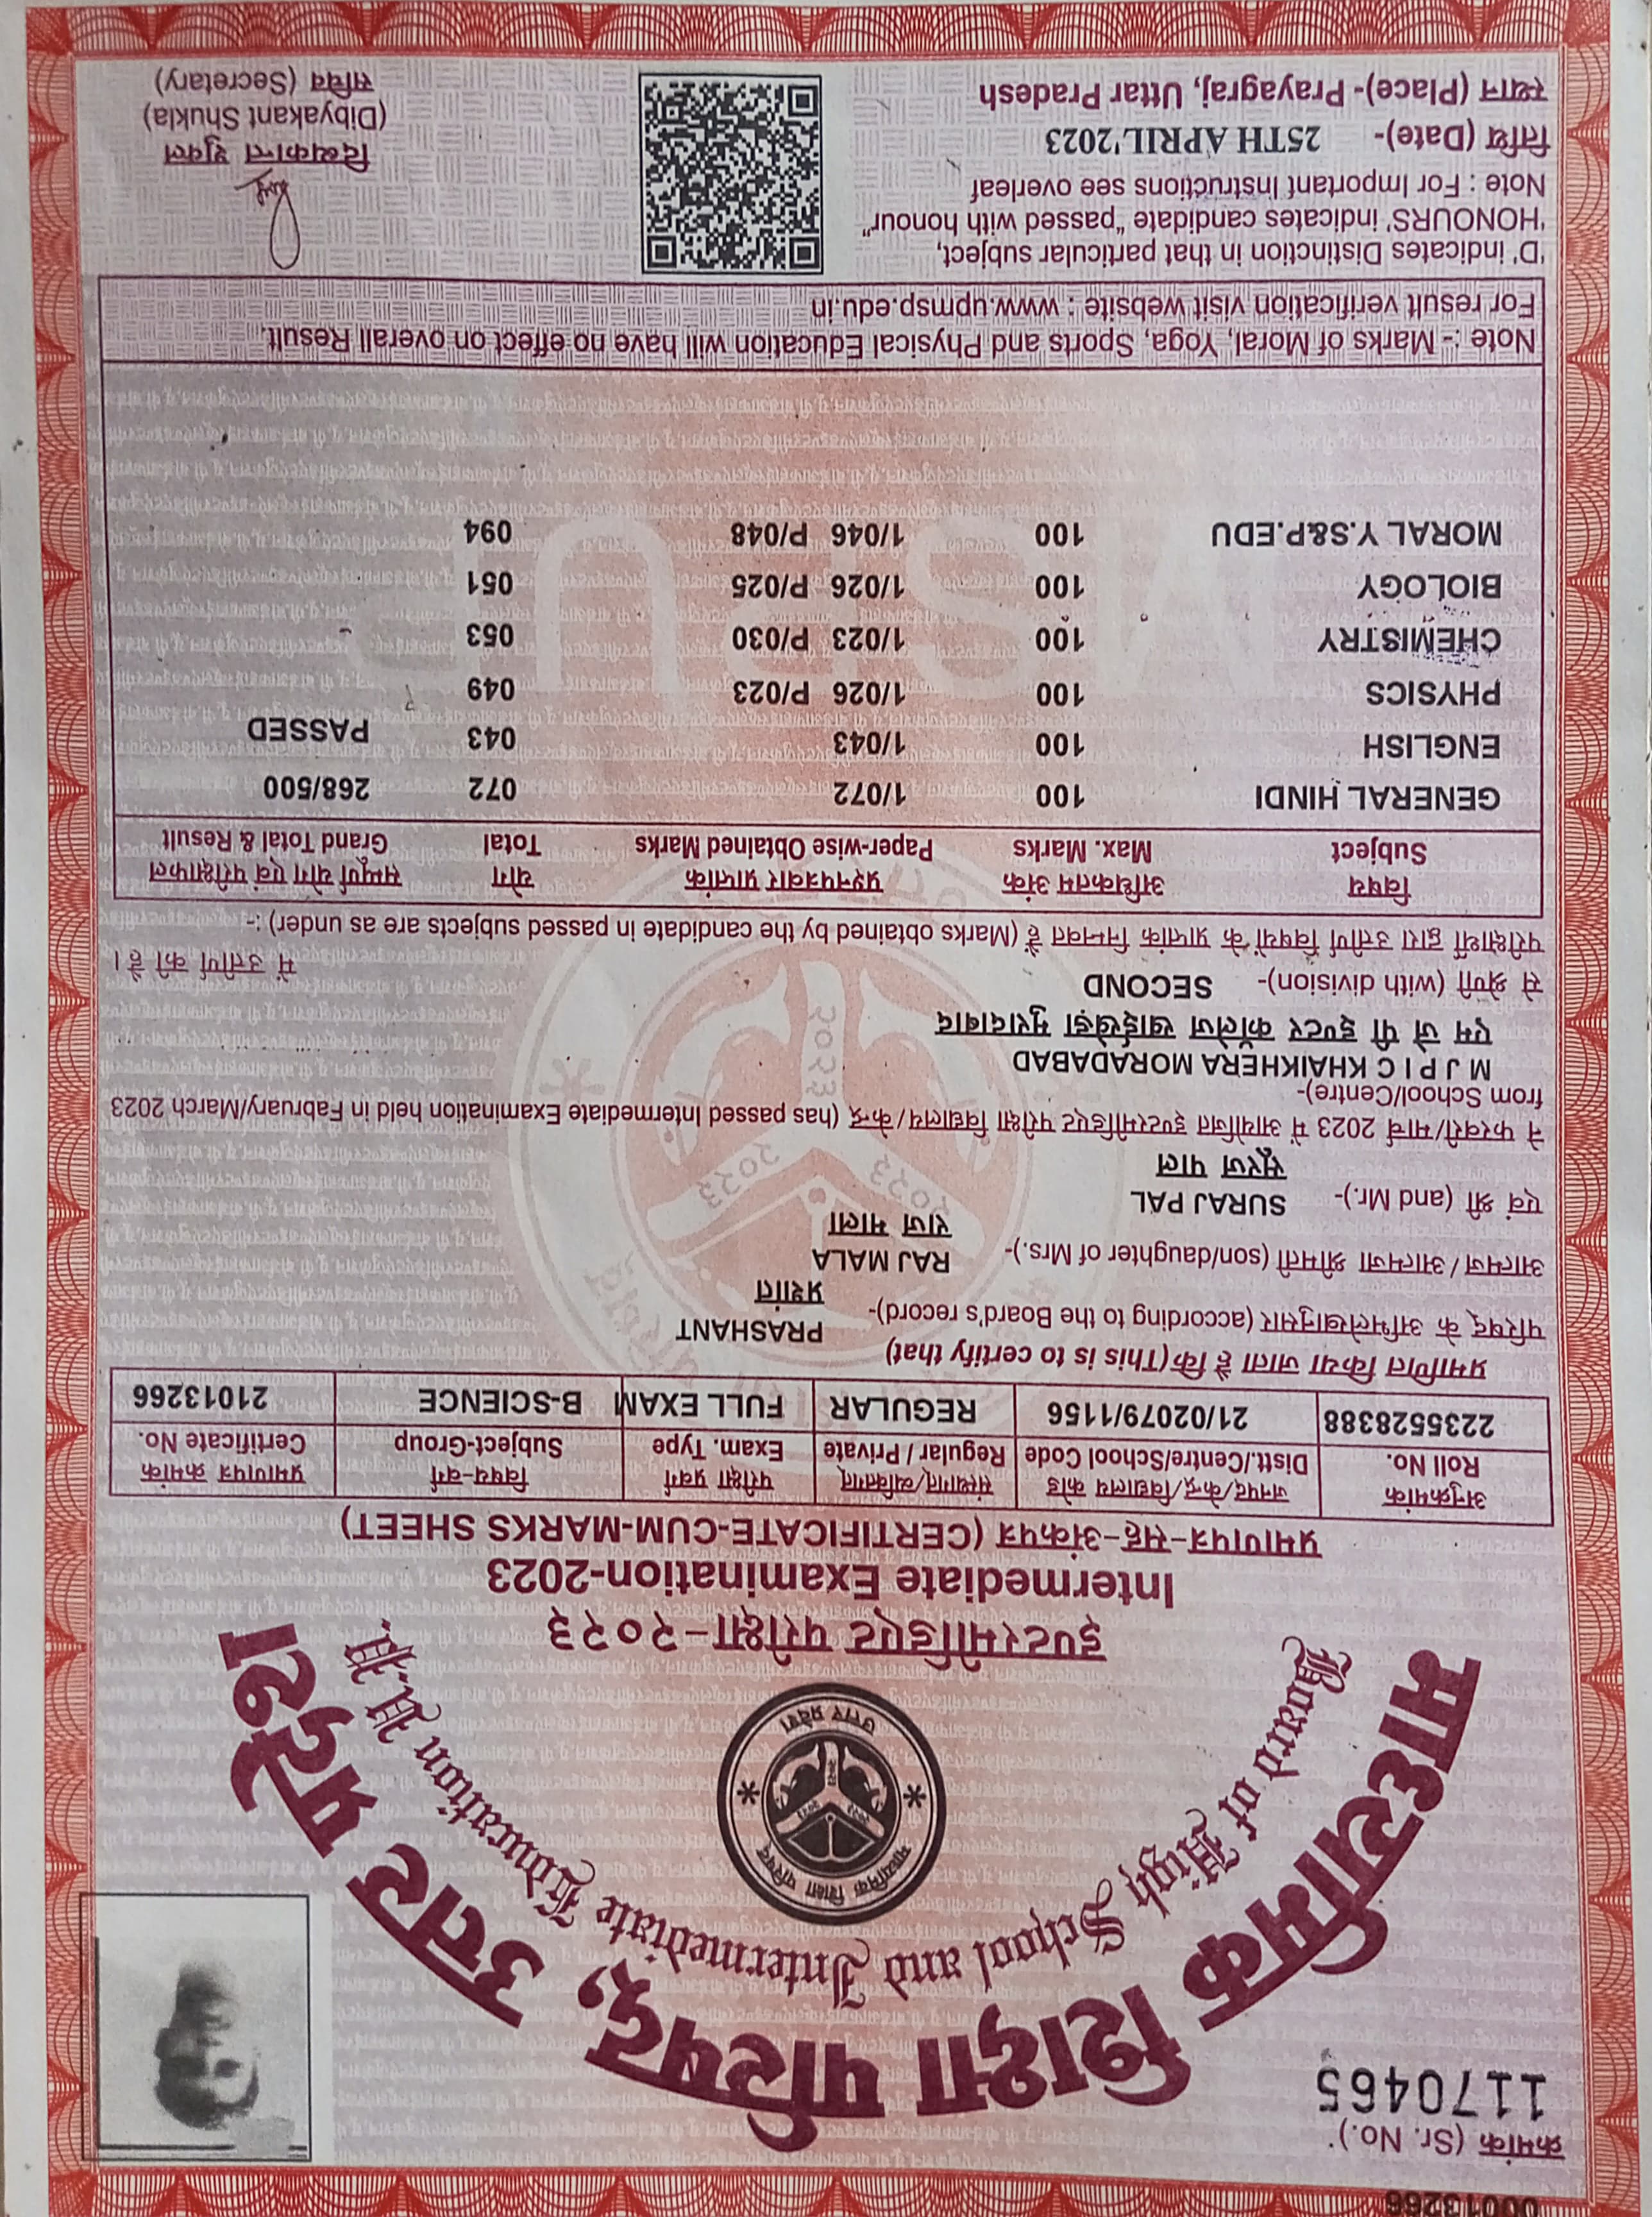 00013266
क्रमांक (Sr. No.)
1170465
माध्यमिक शिक्षा परिषद्, उत्तर प्रदेश
Board of High School and Intermediate Education U.P.
माध्यमिक शिक्षा परिषद
उत्तर प्रदेश
इण्टरमीडिएट परीक्षा-२०२३
Intermediate Examination-2023
प्रमाणपत्र-सह-अंकपत्र (CERTIFICATE-CUM-MARKS SHEET)
अनुक्रमांक जनपद/केन्द्र/विद्यालय कोड संस्थागत/व्यक्तिगत परीक्षा प्रवर्ग विषय-वर्ग प्रमाणपत्र क्रमांक
Roll No. Distt./Centre/School Code Regular / Private Exam. Type Subject-Group Certificate No.
2235528388 21/02079/1156 REGULAR FULL EXAM B-SCIENCE 21013266
प्रमाणित किया जाता है कि (This is to certify that)
परिषद् के अभिलेखानुसार (according to the Board's record)- PRASHANT
प्रशांत
आत्मज / आत्मजा श्रीमती (son/daughter of Mrs.)- RAJ MALA
राज माला
एवं श्री (and Mr.)- SURAJ PAL
सूरज पाल
ने फरवरी/मार्च 2023 में आयोजित इण्टरमीडिएट परीक्षा विद्यालय/केन्द्र (has passed Intermediate Examination held in February/March 2023
from School/Centre)-
M J P I C KHAIKHERA MORADABAD
एम जे पी इण्टर कॉलेज खाईखेड़ा मुरादाबाद
से श्रेणी (with division)- SECOND में उत्तीर्ण की है।
परीक्षार्थी द्वारा उत्तीर्ण विषयों के प्राप्तांक निम्नवत हैं (Marks obtained by the candidate in passed subjects are as under) :-
विषय अधिकतम अंक प्रश्नपत्रवार प्राप्तांक योग सम्पूर्ण योग एवं परीक्षाफल
Subject Max. Marks Paper-wise Obtained Marks Total Grand Total & Result
GENERAL HINDI 100 1/072 072 268/500
ENGLISH 100 1/043 043 PASSED
PHYSICS 100 1/026 P/023 049
CHEMISTRY 100 1/023 P/030 053
BIOLOGY 100 1/026 P/025 051
MORAL Y.S&P.EDU 100 1/046 P/048 094
Note :- Marks of Moral, Yoga, Sports and Physical Education will have no effect on overall Result.
For result verification visit website : www.upmsp.edu.in
'D' indicates Distinction in that particular subject,
'HONOURS' indicates candidate "passed with honour"
Note : For Important Instructions see overleaf
तिथि (Date)- 25TH APRIL'2023
स्थान (Place)- Prayagraj, Uttar Pradesh
दिब्यकान्त शुक्ल
(Dibyakant Shukla)
सचिव (Secretary)